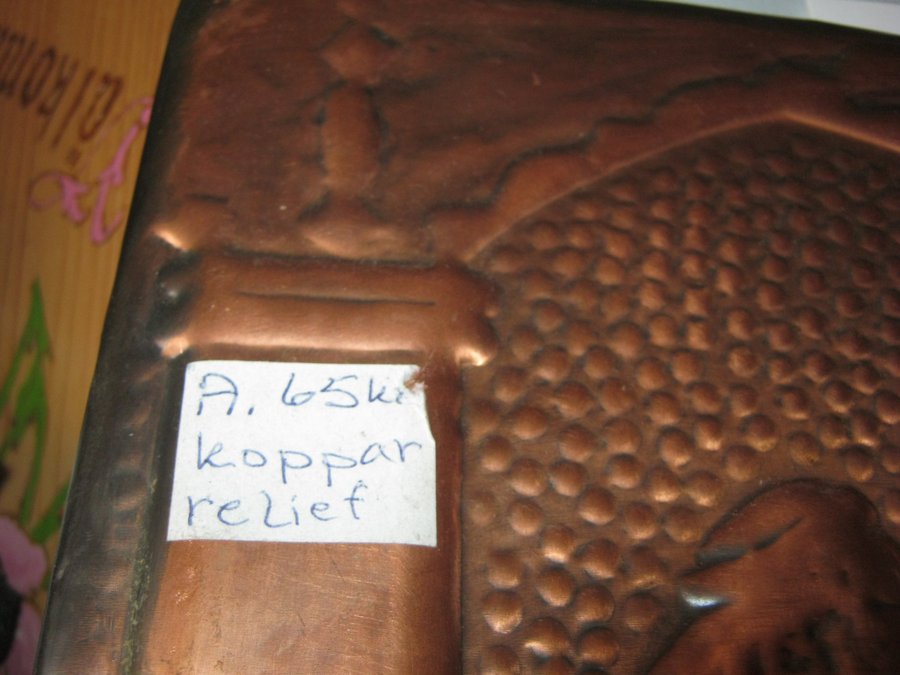 A. 65kr
koppar
relief